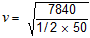 v = √(7840 / (1/2 × 50))